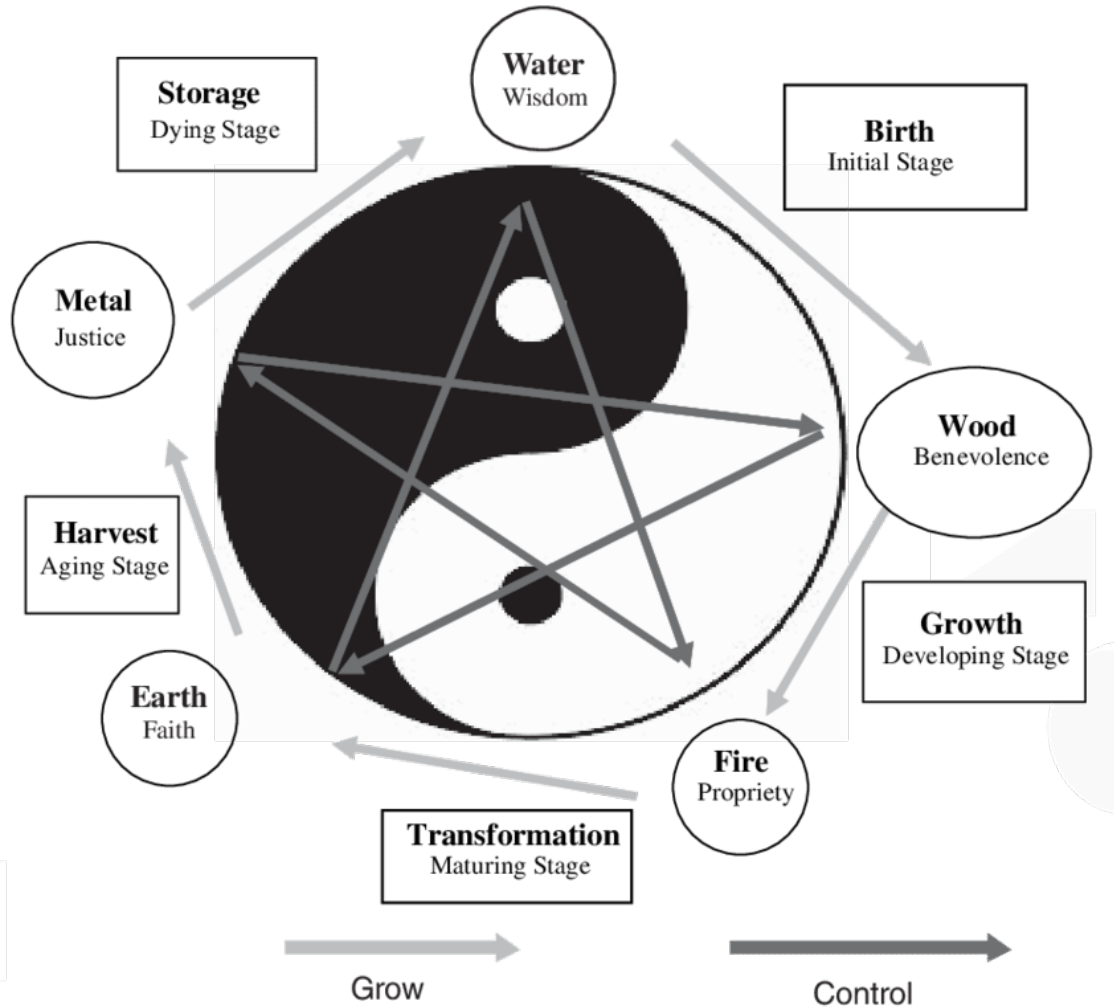 Water
Wisdom
Storage
Dying Stage
Birth
Initial Stage
Metal
Justice
Wood
Benevolence
Harvest
Aging Stage
Growth
Developing Stage
Earth
Faith
Fire
Propriety
Transformation
Maturing Stage
Grow
Control